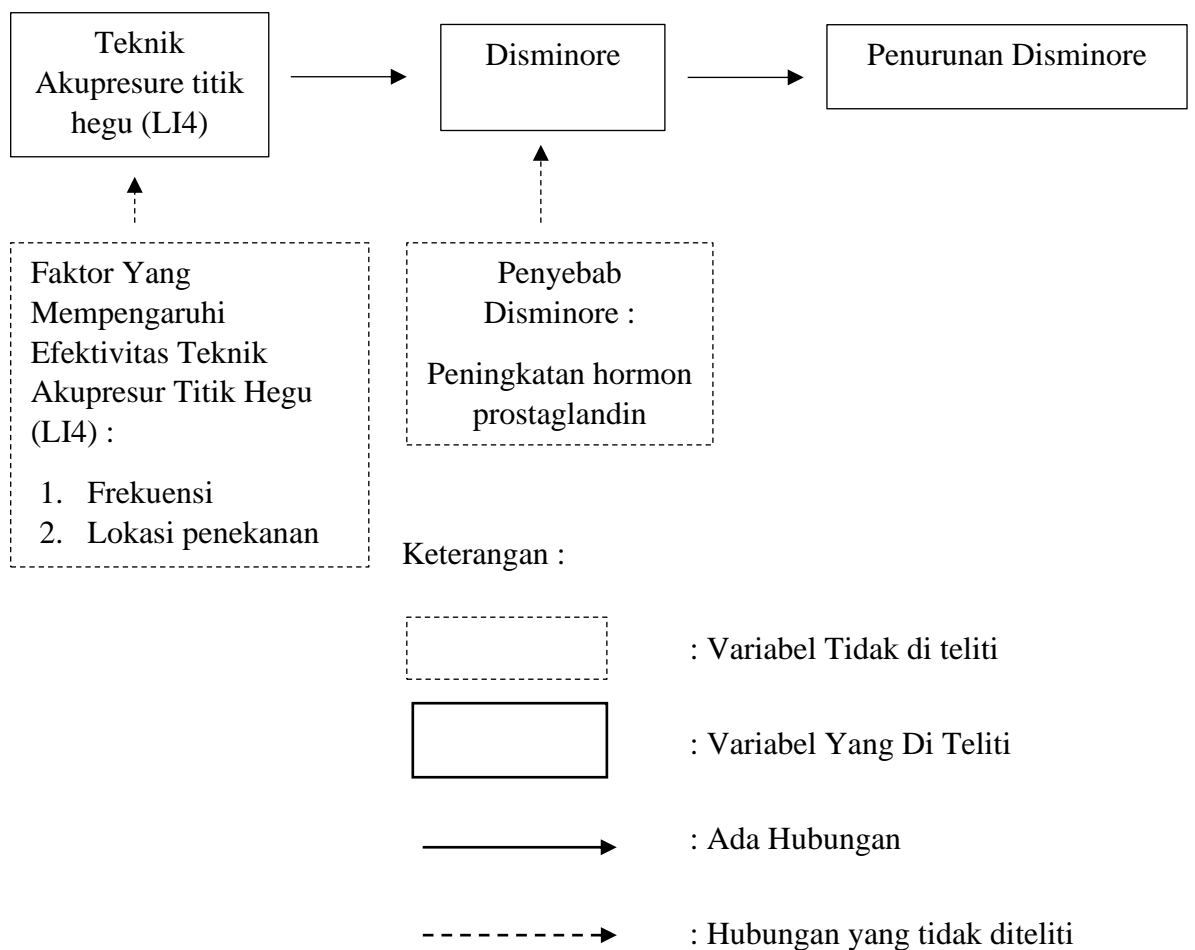 Teknik
Akupresure titik
hegu (LI4)
Disminore
Penurunan Disminore
Faktor Yang
Mempengaruhi
Efektivitas Teknik
Akupresur Titik Hegu
(LI4) :
1. Frekuensi
2. Lokasi penekanan
Penyebab
Disminore :
Peningkatan hormon
prostaglandin
Keterangan :
: Variabel Tidak di teliti
: Variabel Yang Di Teliti
: Ada Hubungan
: Hubungan yang tidak diteliti